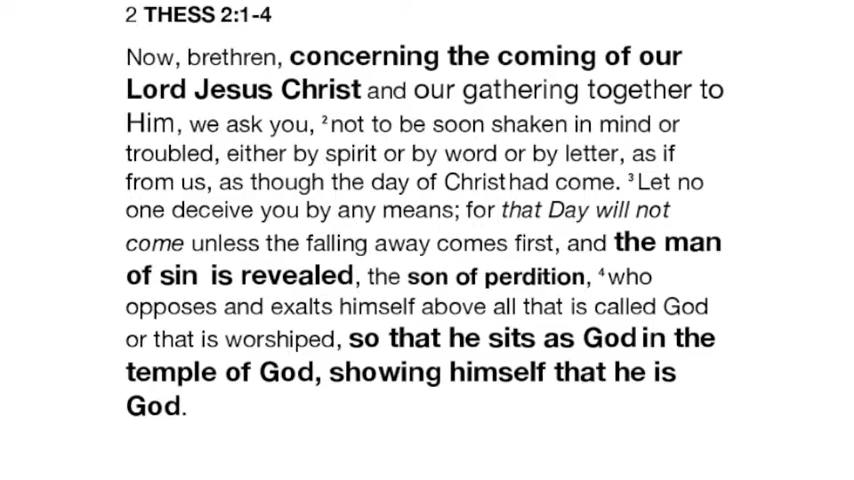 2 THESS 2:1-4
Now, brethren, concerning the coming of our
Lord Jesus Christ and our gathering together to
Him, we ask you, ²not to be soon shaken in mind or
troubled, either by spirit or by word or by letter, as if
from us, as though the day of Christ had come. ³Let no
one deceive you by any means; for that Day will not
come unless the falling away comes first, and the man
of sin is revealed, the son of perdition, ⁴who
opposes and exalts himself above all that is called God
or that is worshiped, so that he sits as God in the
temple of God, showing himself that he is
God.